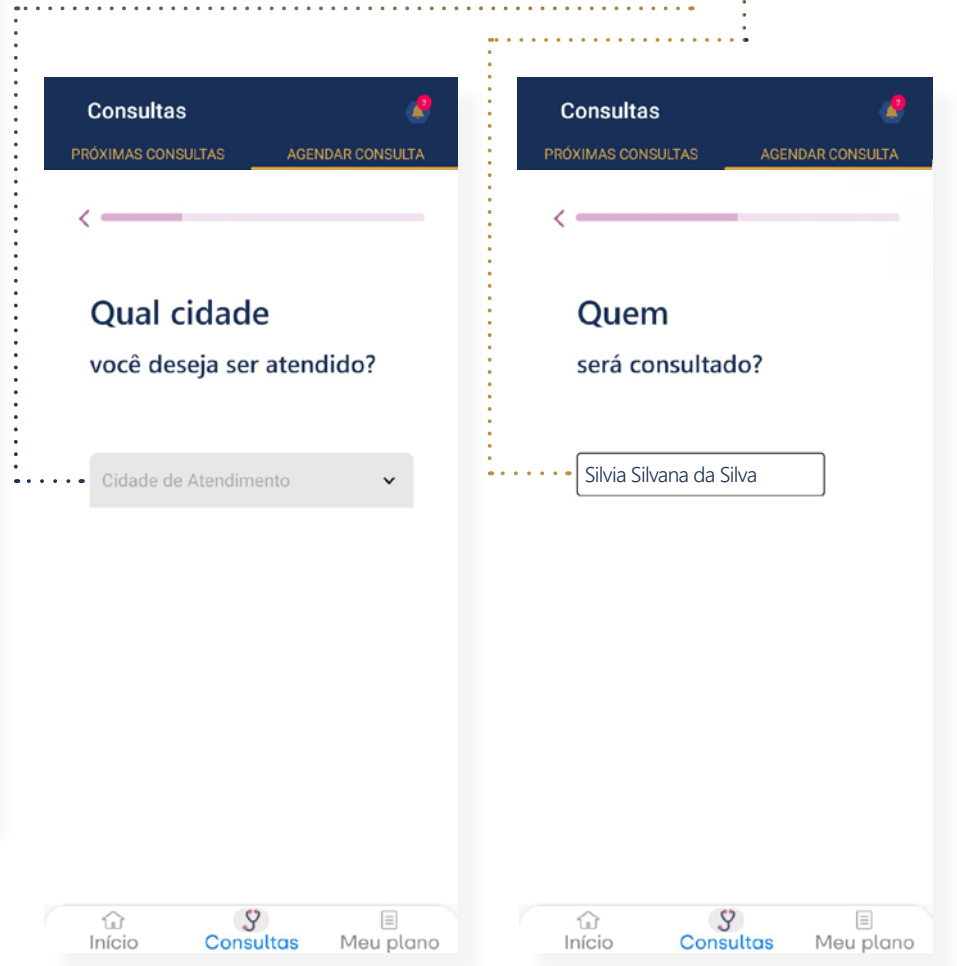 Consultas
PRÓXIMAS CONSULTAS AGENDAR CONSULTA
Qual cidade
você deseja ser atendido?
Cidade de Atendimento
Início Consultas Meu plano
Consultas
PRÓXIMAS CONSULTAS AGENDAR CONSULTA
Quem
será consultado?
Silvia Silvana da Silva
Início Consultas Meu plano